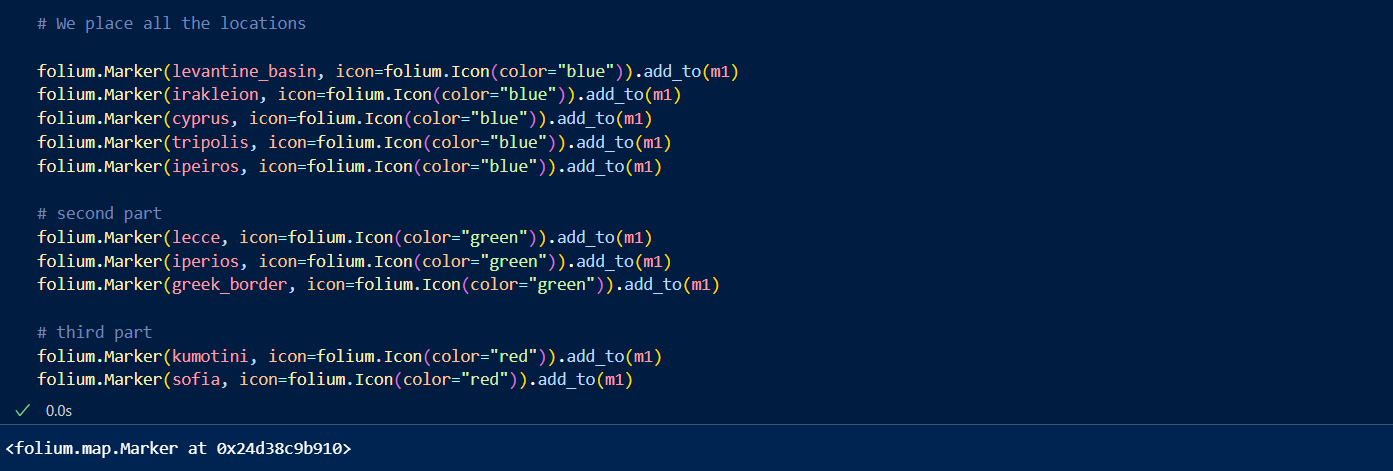 # We place all the locations
folium.Marker(levantine_basin, icon=folium.Icon(color="blue")).add_to(m1)
folium.Marker(irakleion, icon=folium.Icon(color="blue")).add_to(m1)
folium.Marker(cyprus, icon=folium.Icon(color="blue")).add_to(m1)
folium.Marker(tripolis, icon=folium.Icon(color="blue")).add_to(m1)
folium.Marker(ipeiros, icon=folium.Icon(color="blue")).add_to(m1)
# second part
folium.Marker(lecce, icon=folium.Icon(color="green")).add_to(m1)
folium.Marker(iperios, icon=folium.Icon(color="green")).add_to(m1)
folium.Marker(greek_border, icon=folium.Icon(color="green")).add_to(m1)
# third part
folium.Marker(kumotini, icon=folium.Icon(color="red")).add_to(m1)
folium.Marker(sofia, icon=folium.Icon(color="red")).add_to(m1)
0.0s
<folium.map.Marker at 0x24d38c9b910>